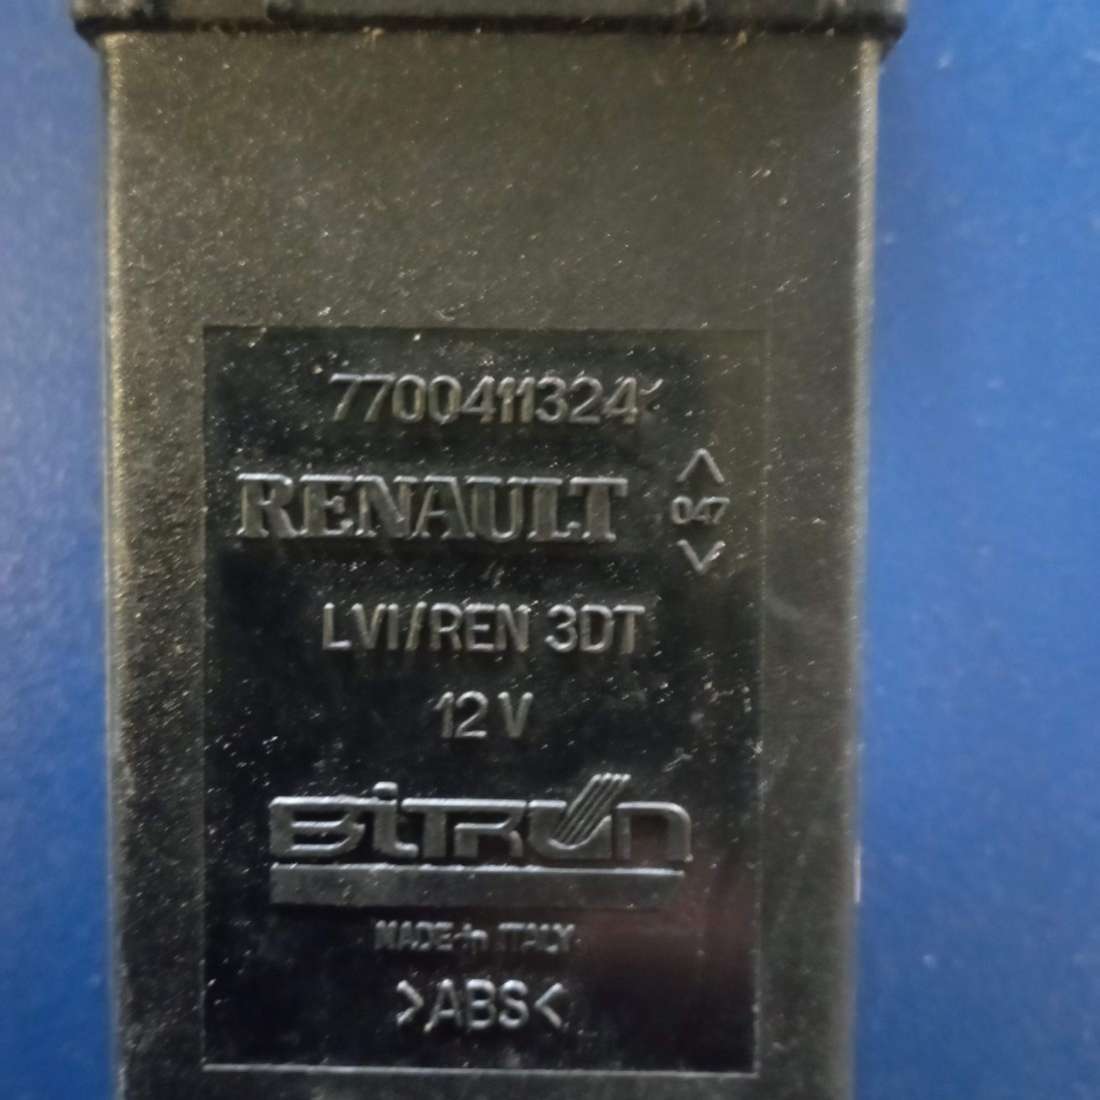 7700411324
RENAULT
047
LVI/REN 3DT
12 V
BiTRON
MADE-in ITALY
>ABS<